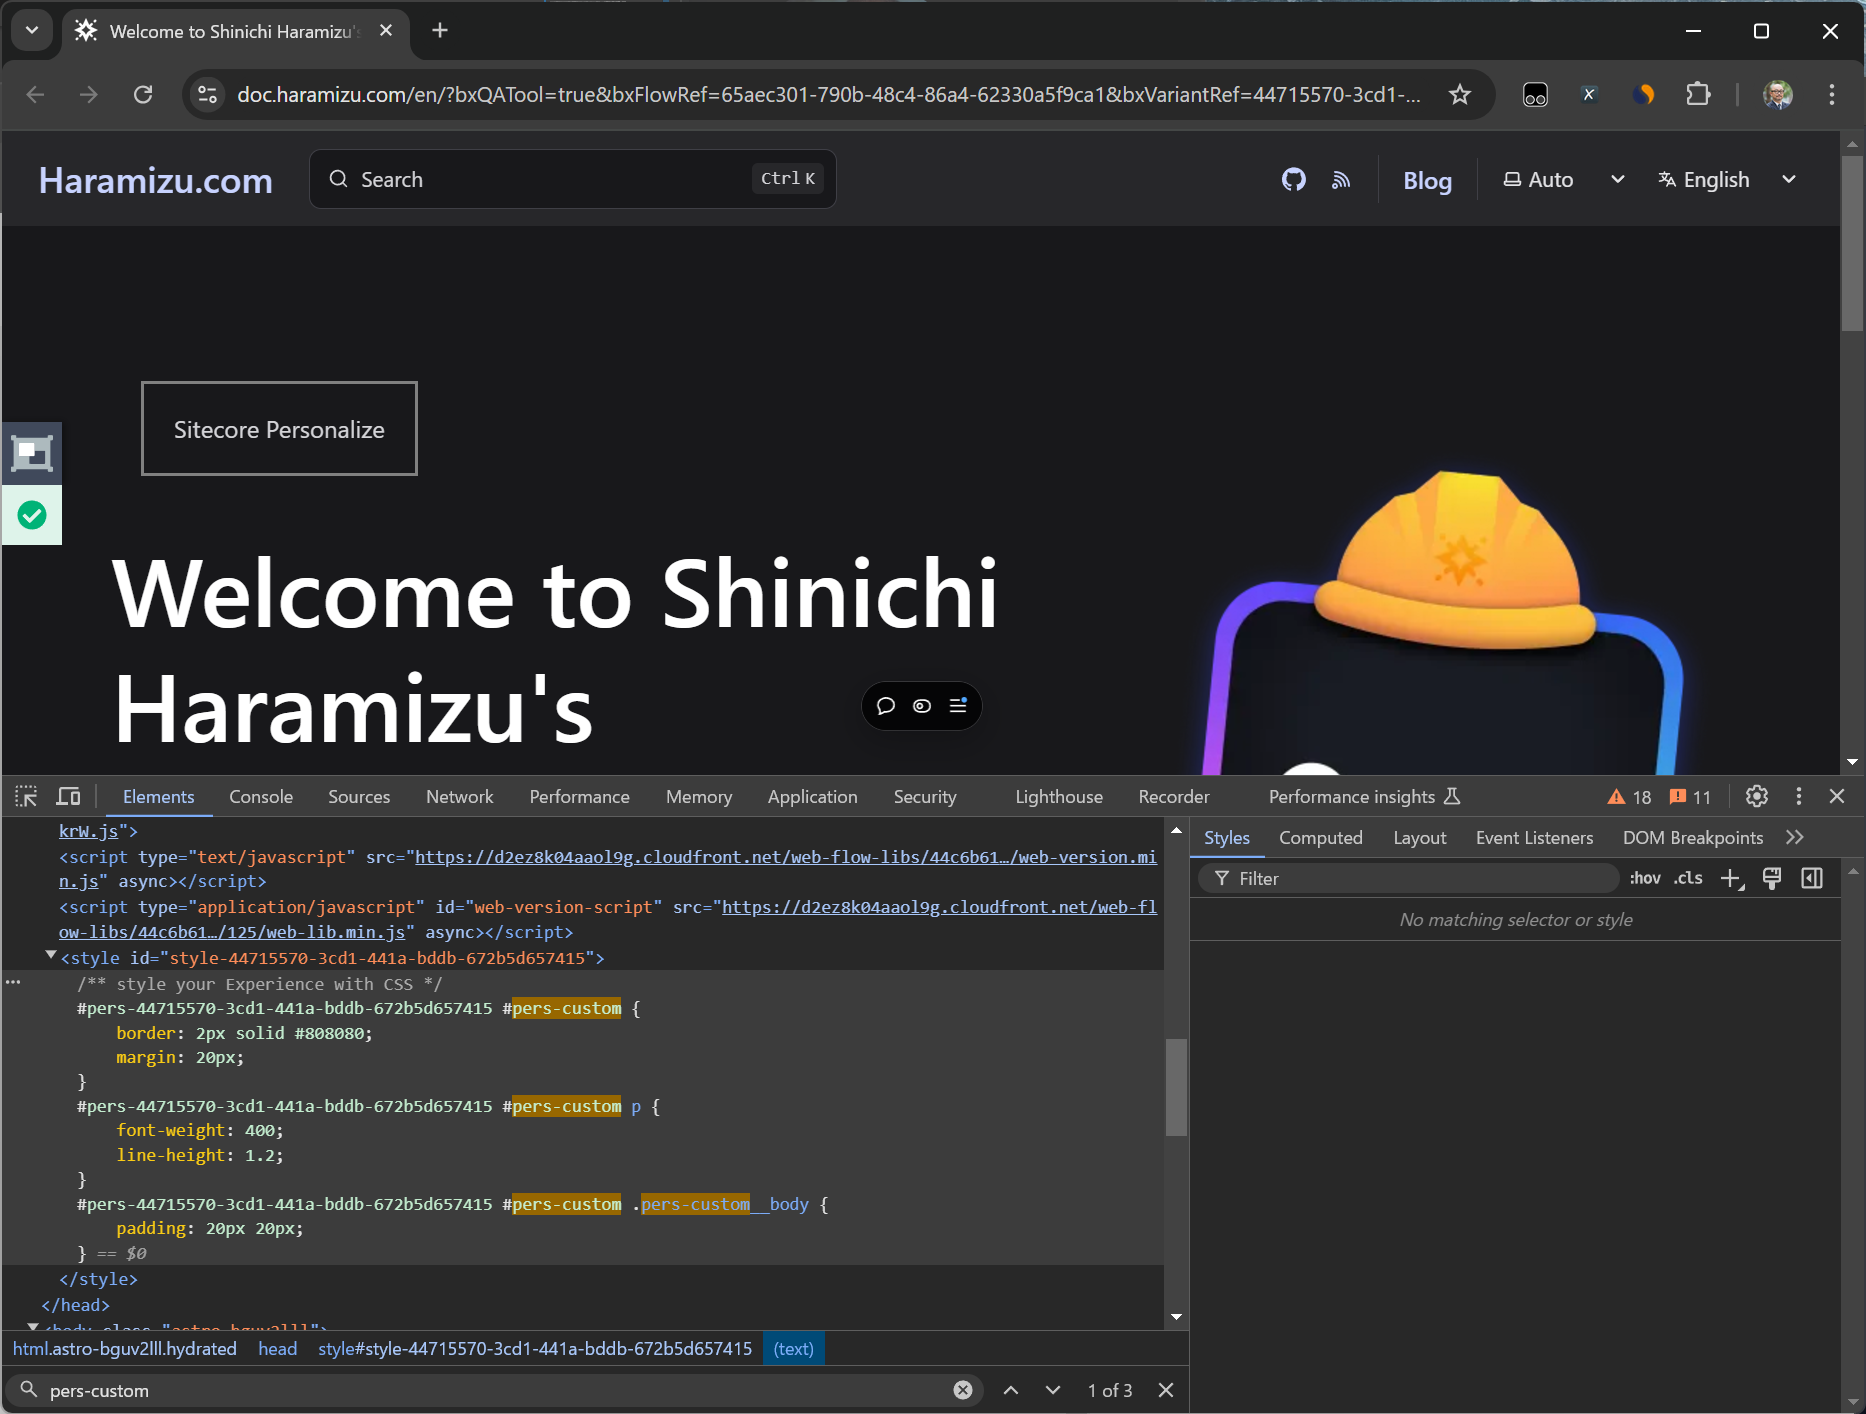 Welcome to Shinichi Haramizu's
doc.haramizu.com/en/?bxQATool=true&bxFlowRef=65aec301-790b-48c4-86a4-62330a5f9ca1&bxVariantRef=44715570-3cd1-...
Haramizu.com
Search
Ctrl K
Blog
Auto
English
Sitecore Personalize
Welcome to Shinichi
Haramizu's
Elements Console Sources Network Performance Memory Application Security Lighthouse Recorder Performance insights 18 11
krW.js">
<script type="text/javascript" src="https://d2ez8k04aaol9g.cloudfront.net/web-flow-libs/44c6b61…/web-version.mi
n.js" async></script>
<script type="application/javascript" id="web-version-script" src="https://d2ez8k04aaol9g.cloudfront.net/web-fl
ow-libs/44c6b61…/125/web-lib.min.js" async></script>
<style id="style-44715570-3cd1-441a-bddb-672b5d657415">
/** style your Experience with CSS */
#pers-44715570-3cd1-441a-bddb-672b5d657415 #pers-custom {
border: 2px solid #808080;
margin: 20px;
}
#pers-44715570-3cd1-441a-bddb-672b5d657415 #pers-custom p {
font-weight: 400;
line-height: 1.2;
}
#pers-44715570-3cd1-441a-bddb-672b5d657415 #pers-custom .pers-custom__body {
padding: 20px 20px;
} == $0
</style>
</head>
<body class="astro-bguv2lll">
html.astro-bguv2lll.hydrated head style#style-44715570-3cd1-441a-bddb-672b5d657415 (text)
pers-custom
1 of 3
Styles Computed Layout Event Listeners DOM Breakpoints
Filter
:hov .cls
No matching selector or style